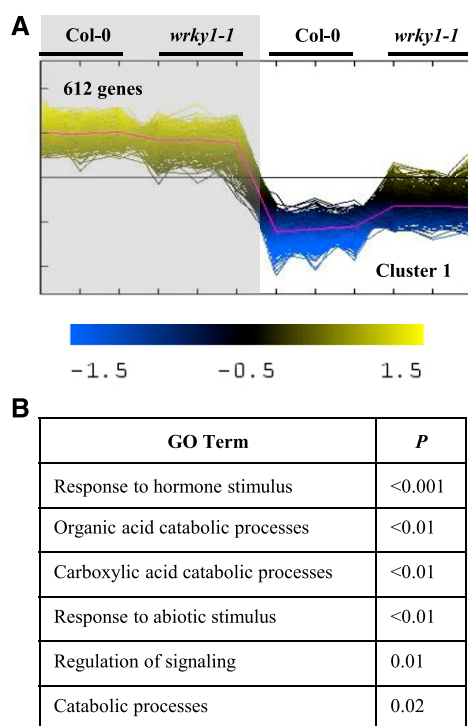 A
Col-0 wrky1-1 Col-0 wrky1-1
612 genes
Cluster 1
-1.5 -0.5 1.5
B
GO Term P
Response to hormone stimulus <0.001
Organic acid catabolic processes <0.01
Carboxylic acid catabolic processes <0.01
Response to abiotic stimulus <0.01
Regulation of signaling 0.01
Catabolic processes 0.02